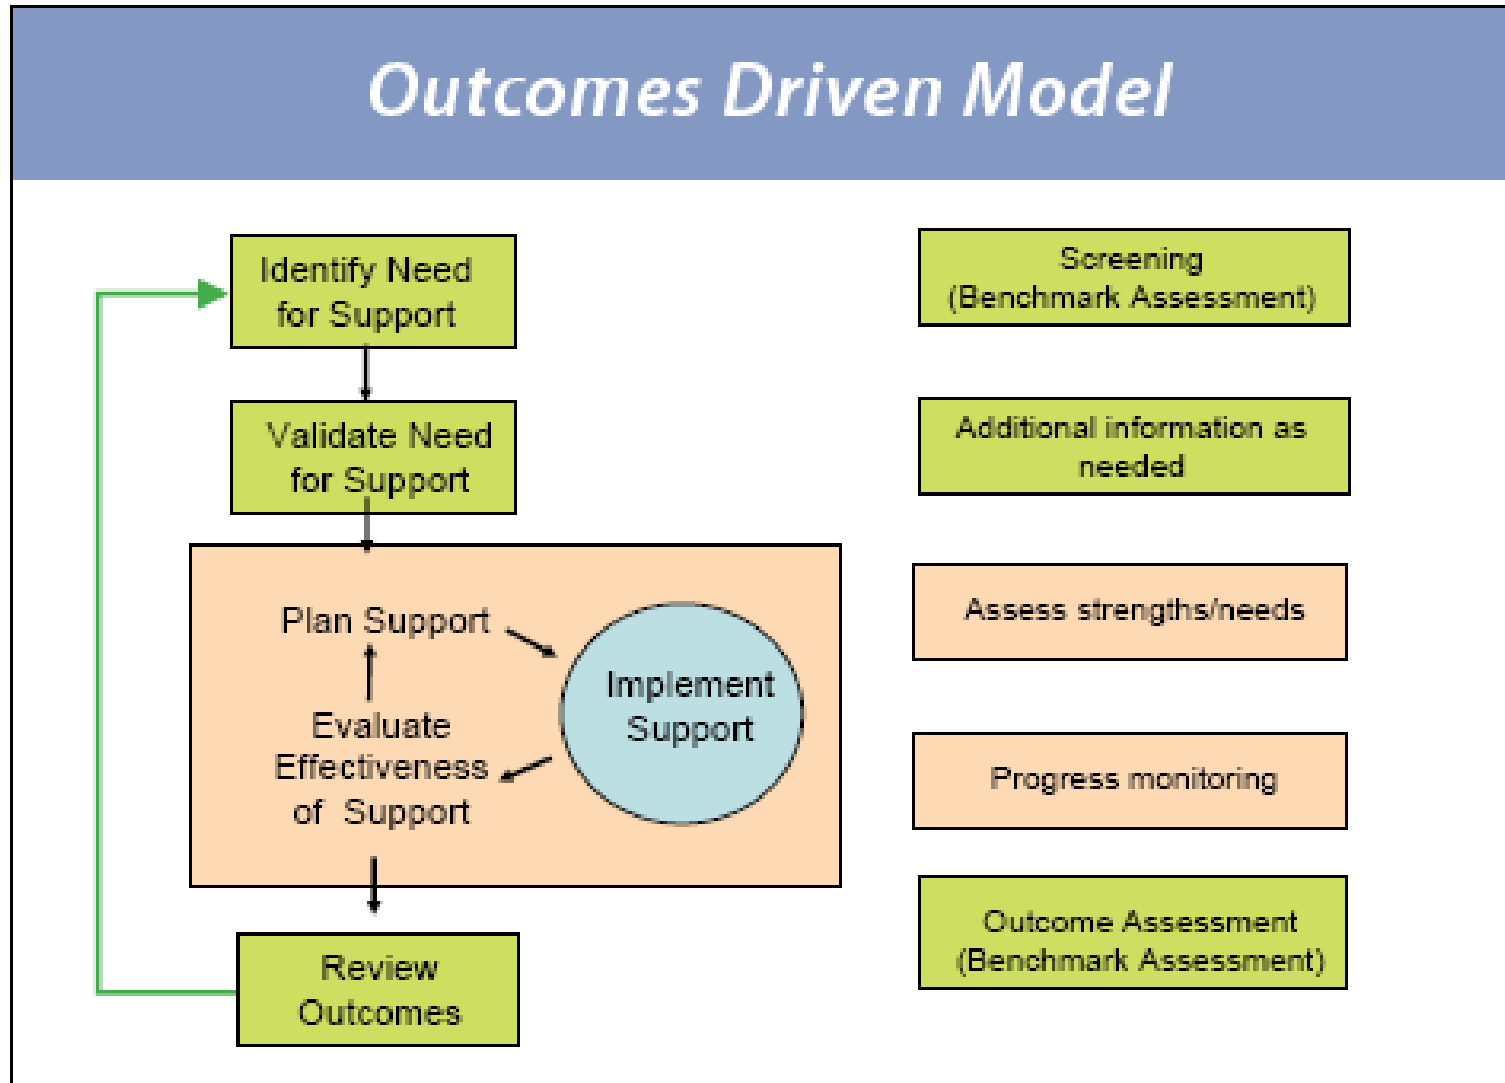 Outcomes Driven Model
Identify Need
for Support
Validate Need
for Support
Plan Support
Implement
Support
Evaluate
Effectiveness
of Support
Review
Outcomes
Screening
(Benchmark Assessment)
Additional information as
needed
Assess strengths/needs
Progress monitoring
Outcome Assessment
(Benchmark Assessment)